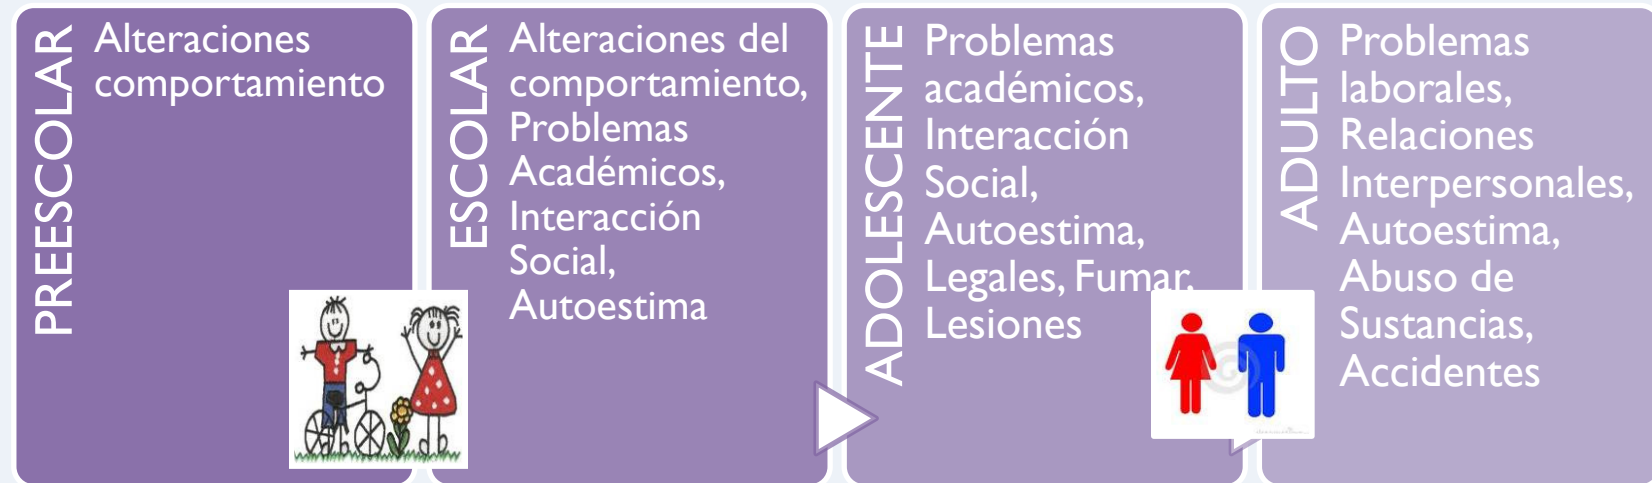 PREESCOLAR
Alteraciones
comportamiento
ESCOLAR
Alteraciones del
comportamiento,
Problemas
Académicos,
Interacción
Social,
Autoestima
ADOLESCENTE
Problemas
académicos,
Interacción
Social,
Autoestima,
Legales, Fumar,
Lesiones
ADULTO
Problemas
laborales,
Relaciones
Interpersonales,
Autoestima,
Abuso de
Sustancias,
Accidentes